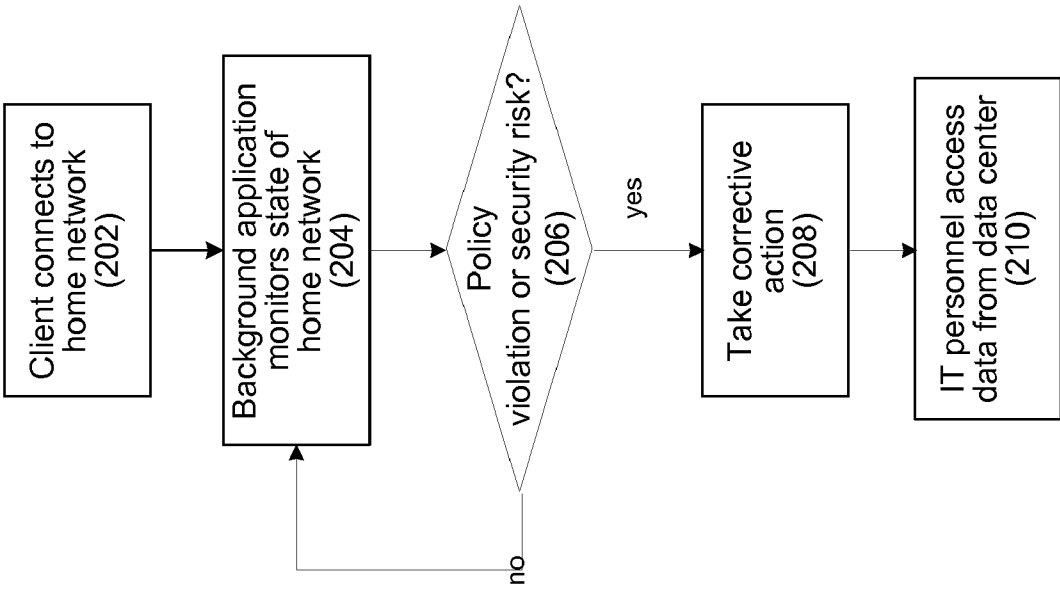 Client connects to
home network
(202)
Background application
monitors state of
home network
(204)
Policy
violation or security risk?
(206)
no
yes
Take corrective
action
(208)
IT personnel access
data from data center
(210)